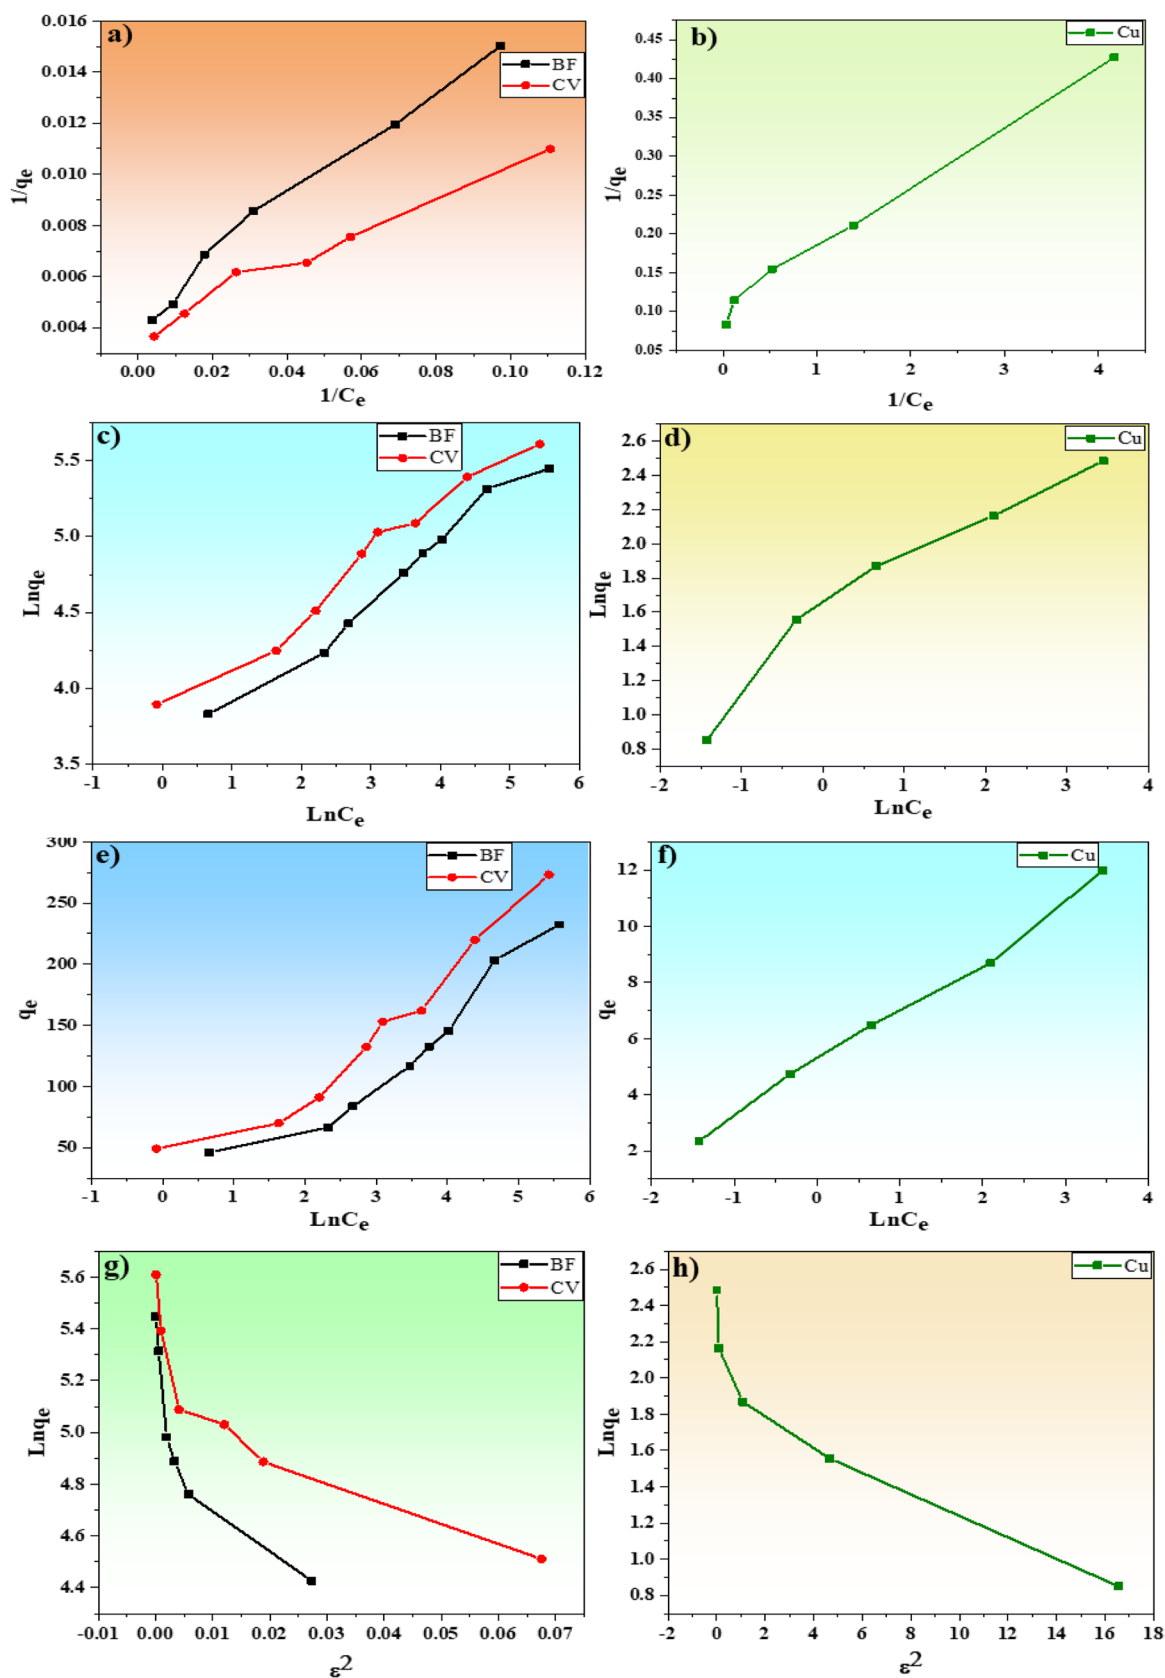 a)
BF
CV
0.016
0.014
0.012
0.010
0.008
0.006
0.004
1/qe
0.00 0.02 0.04 0.06 0.08 0.10 0.12
1/Ce
b)
Cu
0.45
0.40
0.35
0.30
0.25
0.20
0.15
0.10
0.05
1/qe
0 1 2 3 4
1/Ce
c)
BF
CV
5.5
5.0
4.5
4.0
3.5
Lnqe
-1 0 1 2 3 4 5 6
LnCe
d)
Cu
2.6
2.4
2.2
2.0
1.8
1.6
1.4
1.2
1.0
0.8
Lnqe
-2 -1 0 1 2 3 4
LnCe
e)
BF
CV
300
250
200
150
100
50
qe
-1 0 1 2 3 4 5 6
LnCe
f)
Cu
12
10
8
6
4
2
qe
-2 -1 0 1 2 3 4
LnCe
g)
BF
CV
5.6
5.4
5.2
5.0
4.8
4.6
4.4
Lnqe
-0.01 0.00 0.01 0.02 0.03 0.04 0.05 0.06 0.07
ε2
h)
Cu
2.6
2.4
2.2
2.0
1.8
1.6
1.4
1.2
1.0
0.8
Lnqe
-2 0 2 4 6 8 10 12 14 16 18
ε2